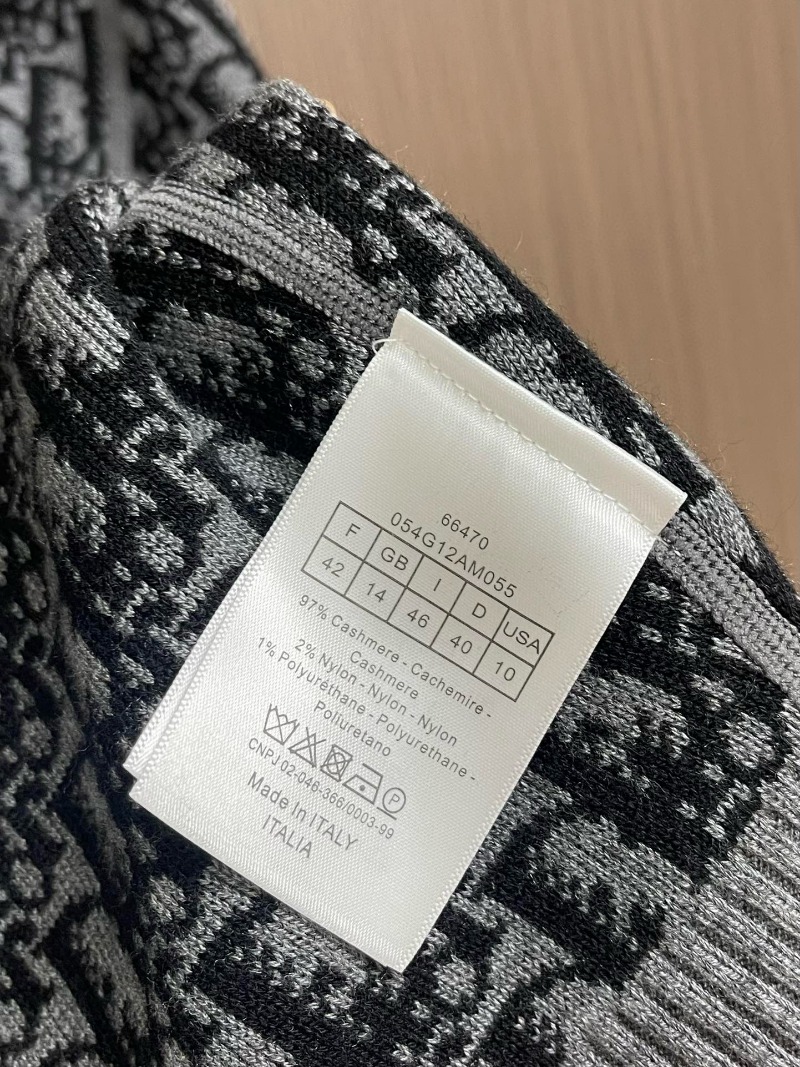 66470
054G12AM055
F GB I D USA
42 14 46 40 10
97% Cashmere - Cachemire -
Cashmere
2% Nylon - Nylon - Nylon
1% Polyuréthane - Polyurethane -
Poliuretano
P
CNPJ 02-046-366/0003-99
Made In ITALY
ITALIA